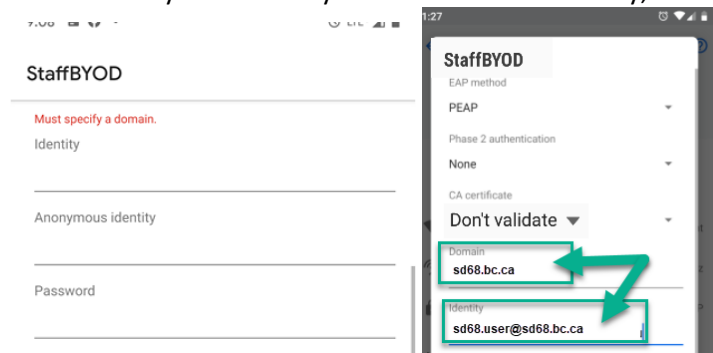 StaffBYOD
Must specify a domain.
Identity
Anonymous identity
Password
1:27
StaffBYOD
EAP method
PEAP
Phase 2 authentication
None
CA certificate
Don't validate
Domain
sd68.bc.ca
Identity
sd68.user@sd68.bc.ca